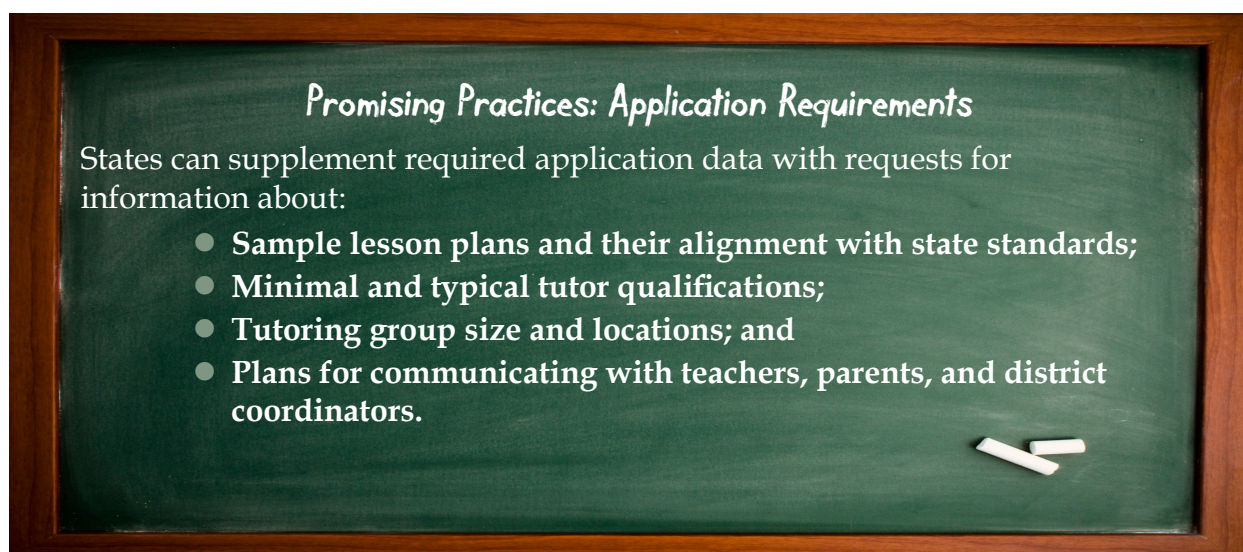 Promising Practices: Application Requirements
States can supplement required application data with requests for
information about:
● Sample lesson plans and their alignment with state standards;
● Minimal and typical tutor qualifications;
● Tutoring group size and locations; and
● Plans for communicating with teachers, parents, and district
coordinators.